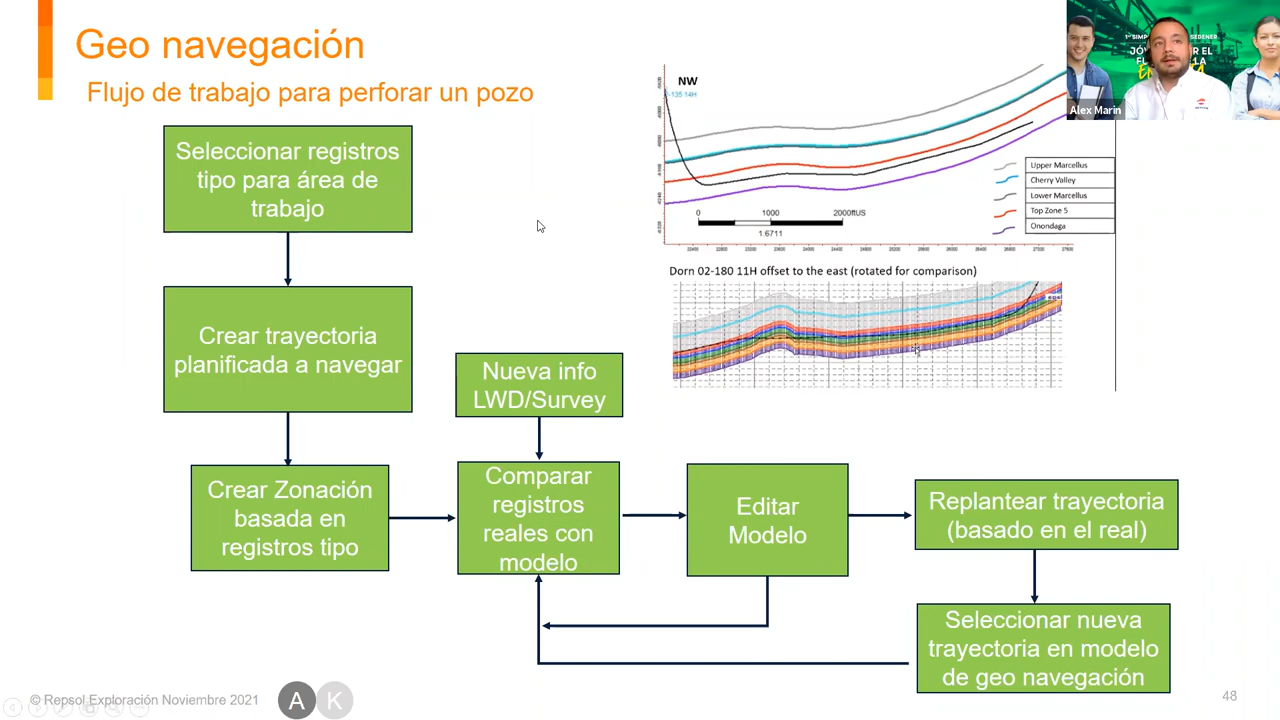 Geo navegación
Flujo de trabajo para perforar un pozo
Seleccionar registros
tipo para área de
trabajo
Crear trayectoria
planificada a navegar
Crear Zonación
basada en
registros tipo
Nueva info
LWD/Survey
Comparar
registros
reales con
modelo
Editar
Modelo
Replantear trayectoria
(basado en el real)
Seleccionar nueva
trayectoria en modelo
de geo navegación
NW
0
1000
2000ftUS
1.6711
Upper Marcellus
Cherry Valley
Lower Marcellus
Top Zone 5
Onondaga
Dorn 02-180 11H offset to the east (rotated for comparison)
Alex Marin
© Repsol Exploración Noviembre 2021
A
K
48